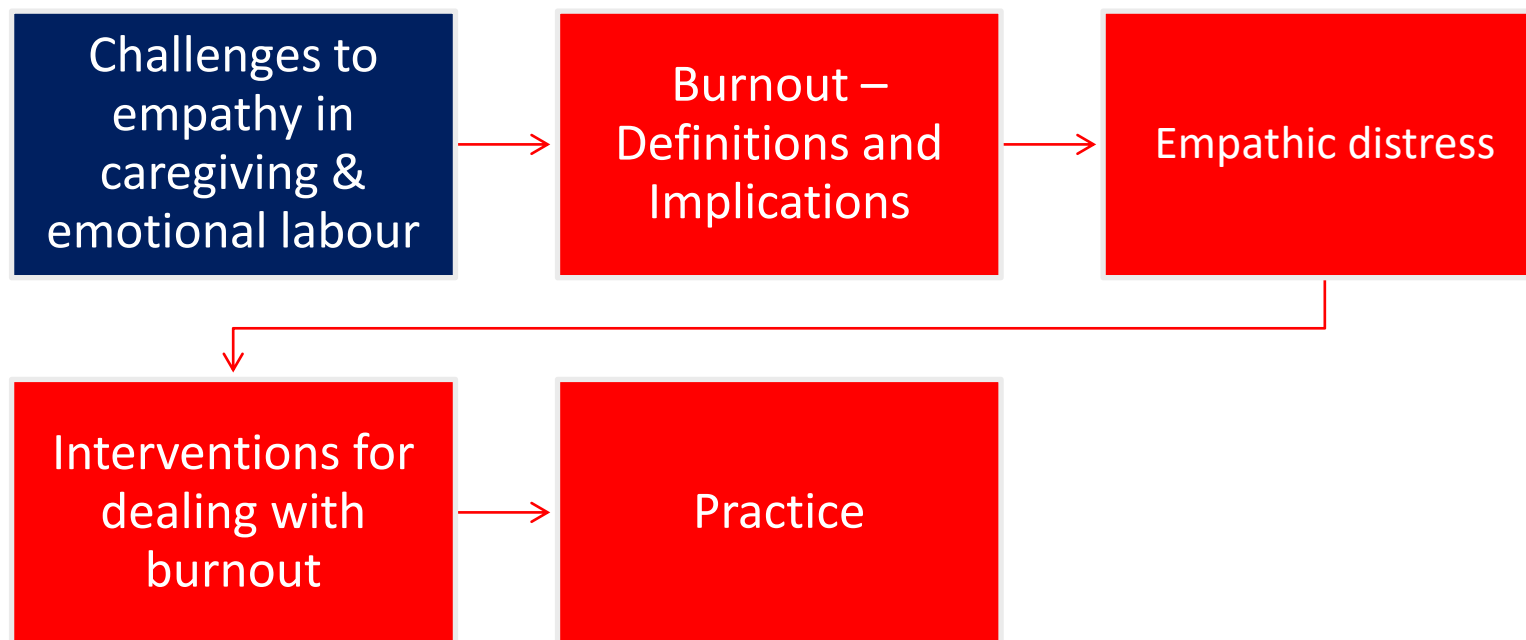 Challenges to
empathy in
caregiving &
emotional labour
Burnout –
Definitions and
Implications
Empathic distress
Interventions for
dealing with
burnout
Practice